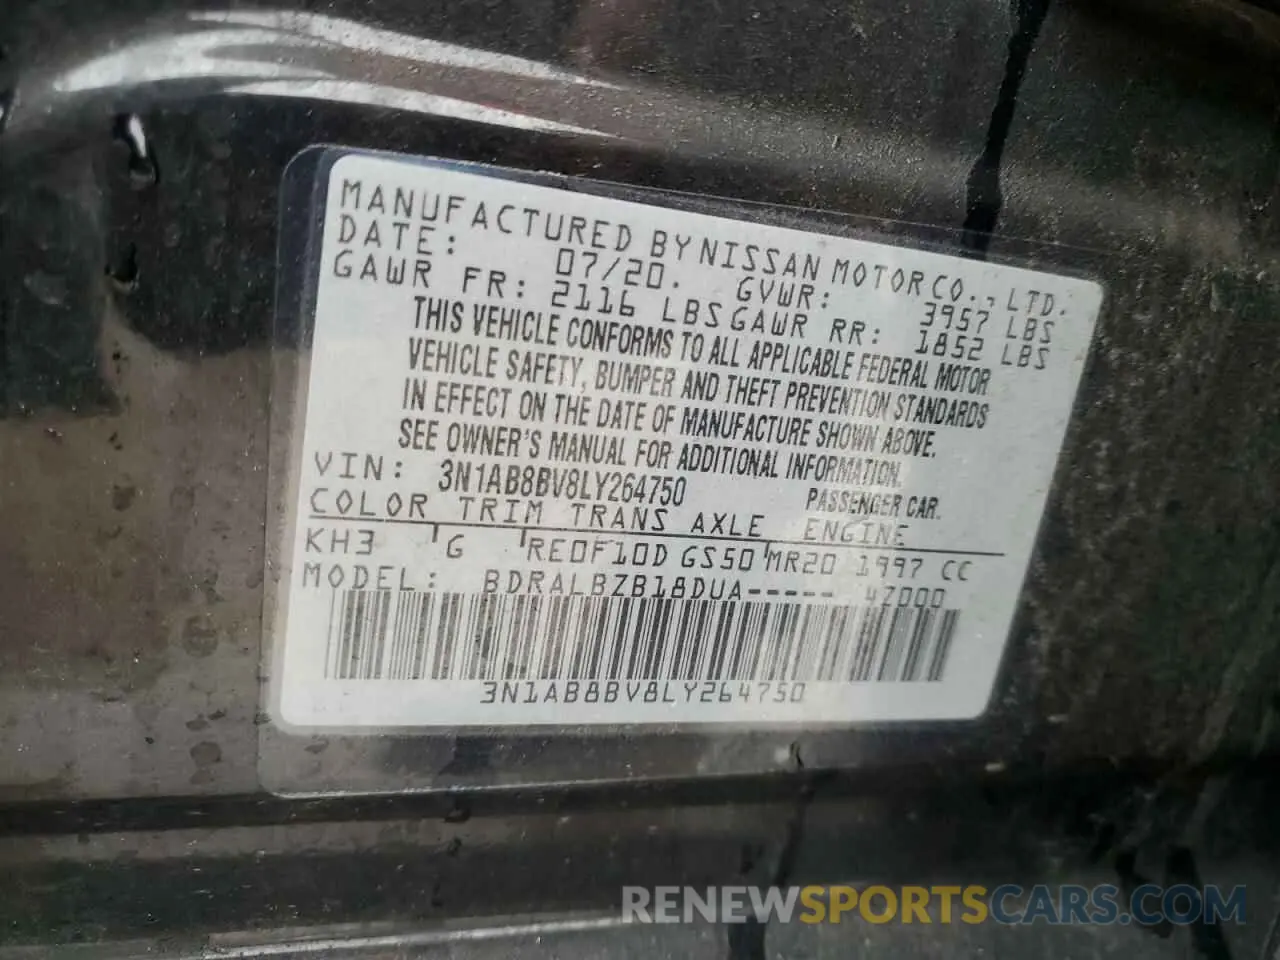 MANUFACTURED BY NISSAN MOTOR CO., LTD.
DATE: 07/20. GVWR: 3957 LBS
GAWR FR: 2116 LBS GAWR RR: 1852 LBS
THIS VEHICLE CONFORMS TO ALL APPLICABLE FEDERAL MOTOR
VEHICLE SAFETY, BUMPER AND THEFT PREVENTION STANDARDS
IN EFFECT ON THE DATE OF MANUFACTURE SHOWN ABOVE.
SEE OWNER'S MANUAL FOR ADDITIONAL INFORMATION.
VIN: 3N1AB8BV8LY264750 PASSENGER CAR.
COLOR TRIM TRANS AXLE ENGINE
KH3 G RE0F10D GS50 MR20 1997 CC
MODEL: BDRALBZB18DUA----- 42000
3N1AB8BV8LY264750
RENEWSPORTSCARS.COM